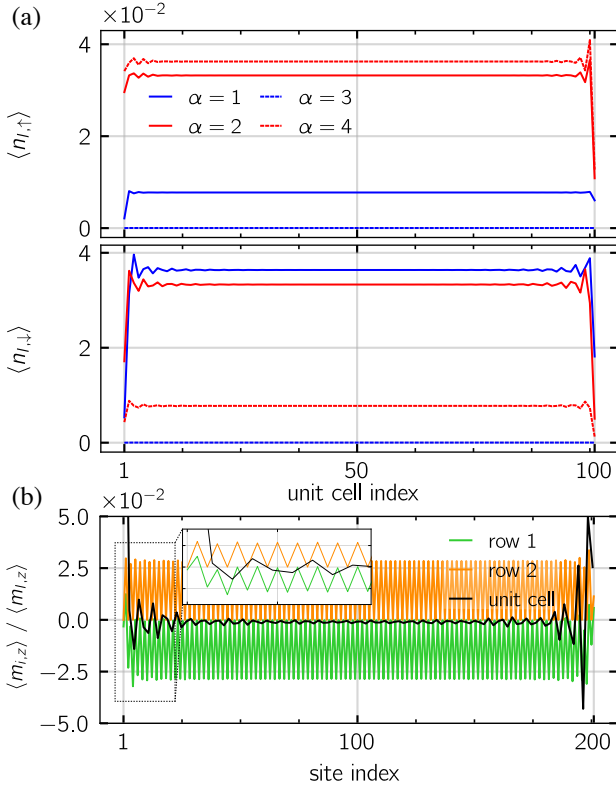 (a)
×10⁻²
4
2
0
⟨n_{l,↑}⟩
α = 1
α = 2
α = 3
α = 4
4
2
0
⟨n_{l,↓}⟩
1
50
100
unit cell index
(b)
×10⁻²
5.0
2.5
0.0
−2.5
−5.0
⟨m_{i,z}⟩ / ⟨m_{l,z}⟩
row 1
row 2
unit cell
1
100
200
site index